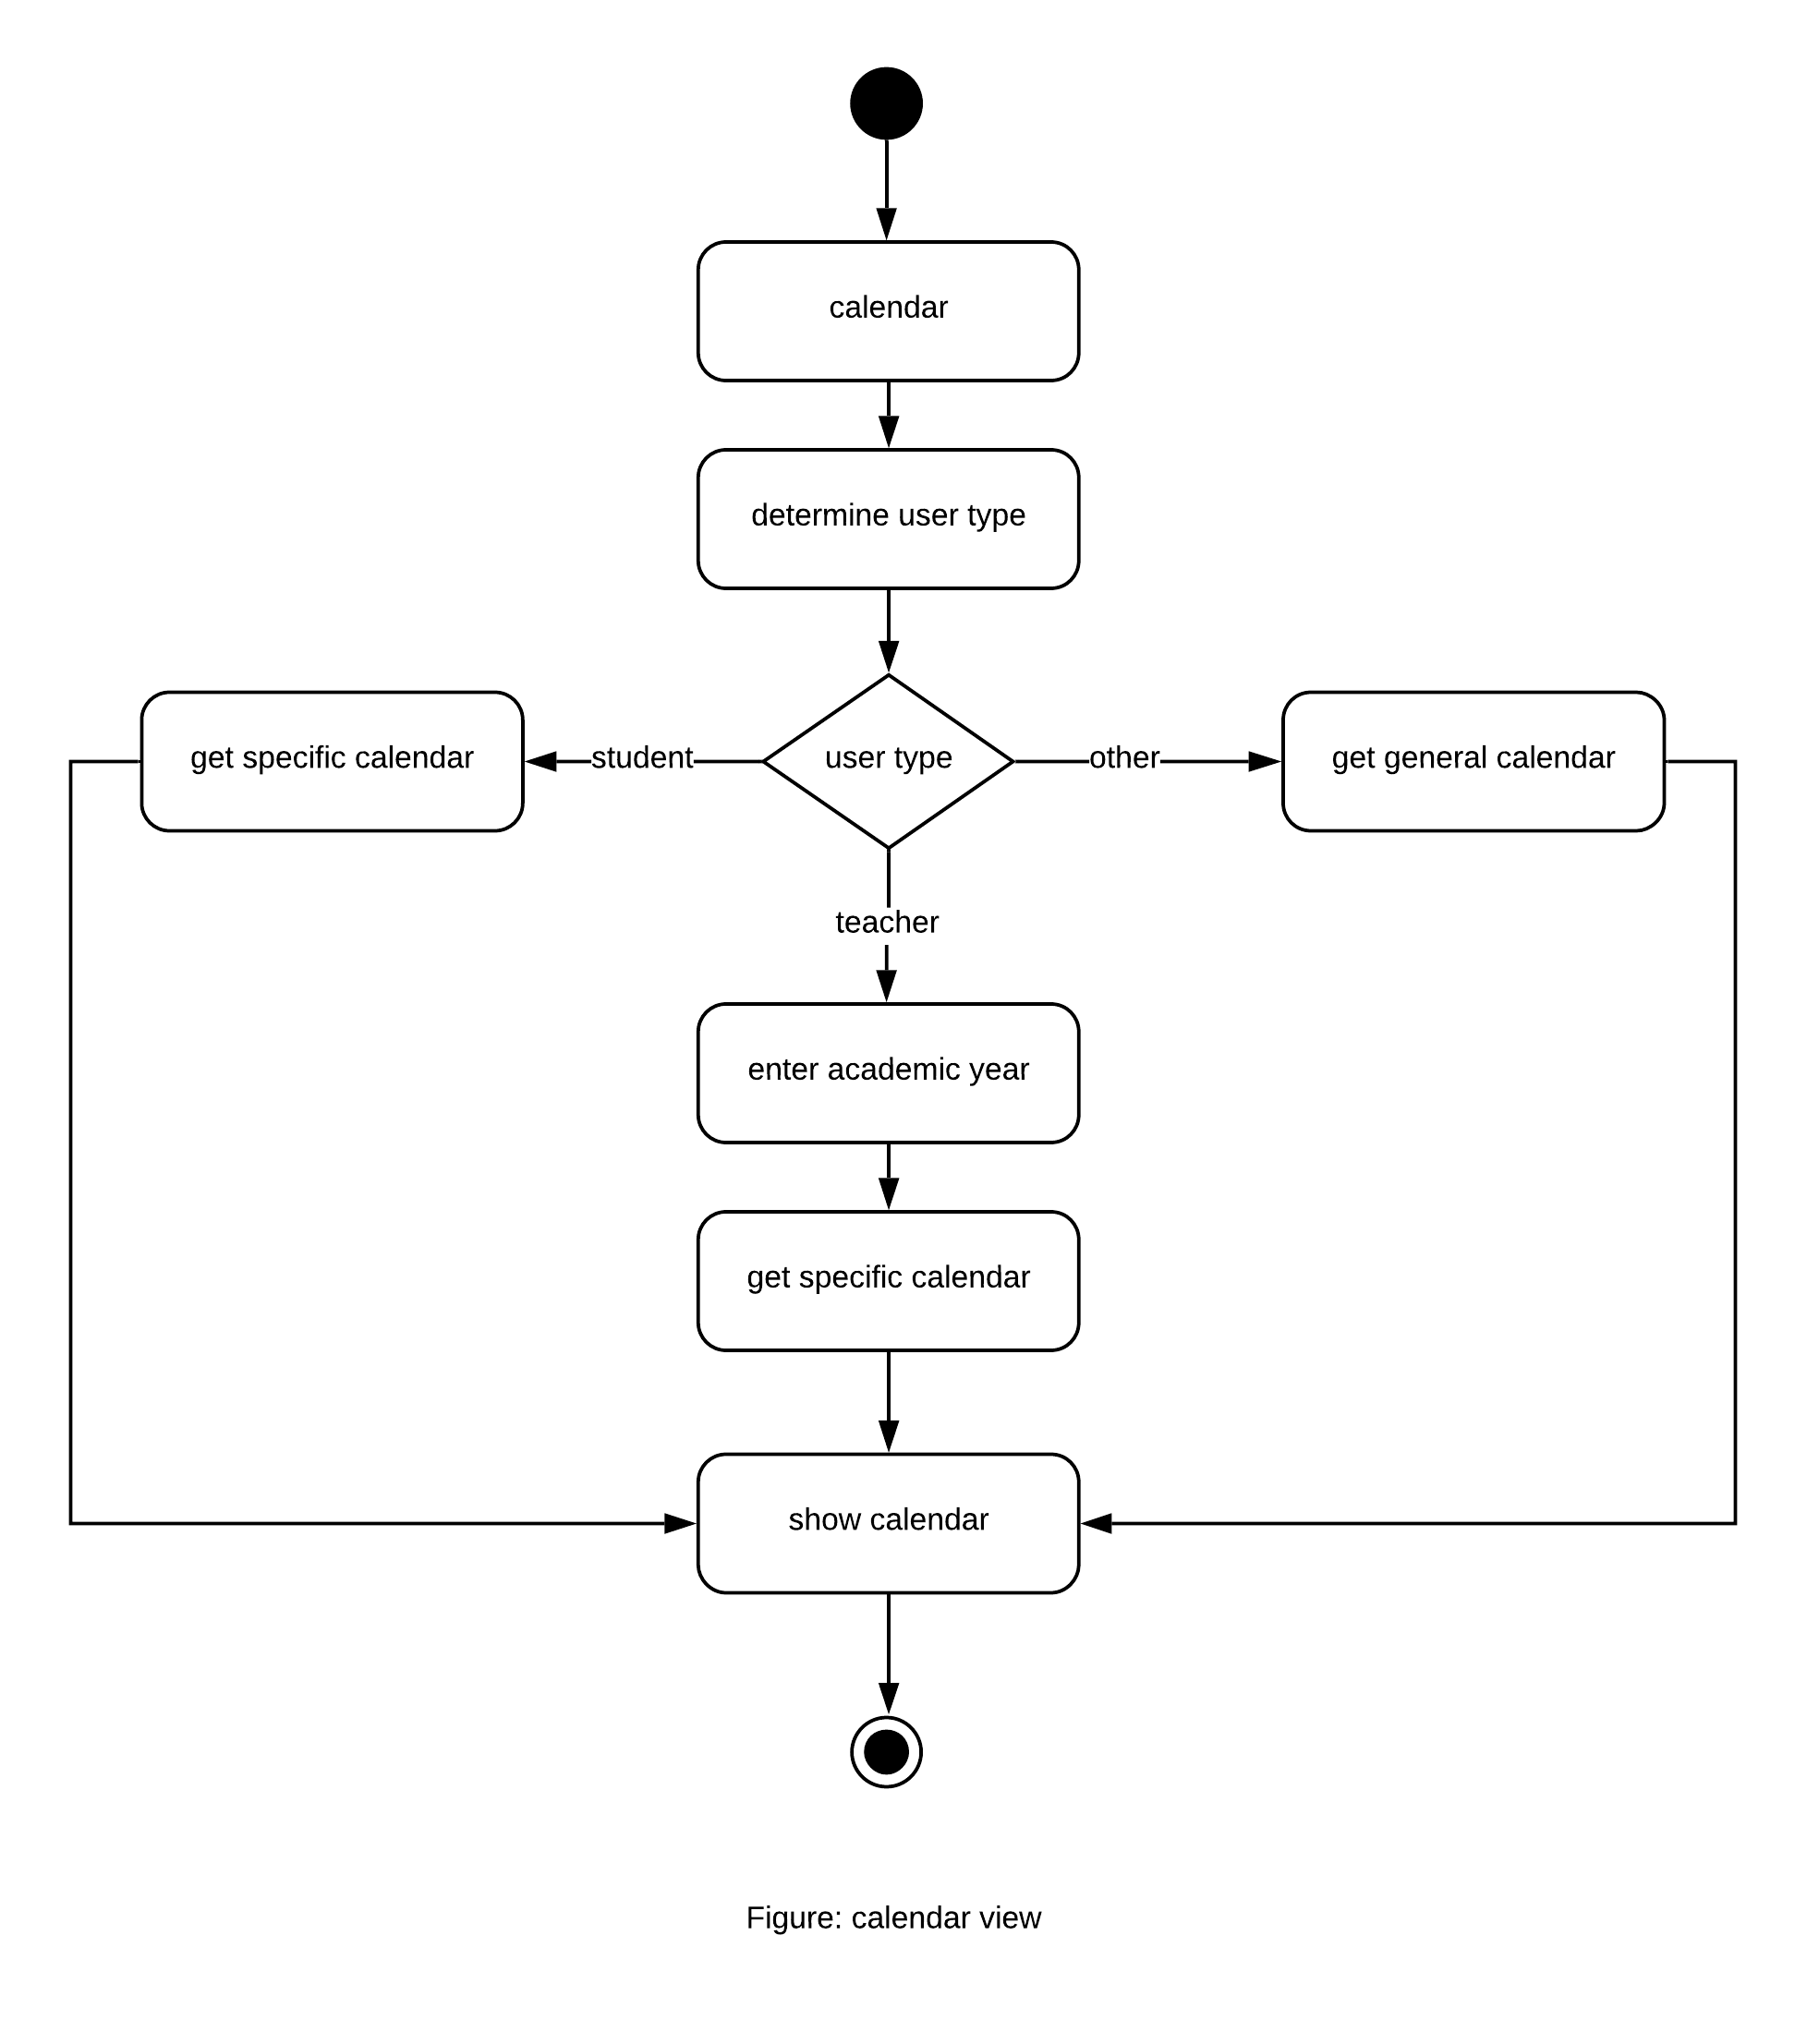 calendar
determine user type
get specific calendar
student
user type
other
get general calendar
teacher
enter academic year
get specific calendar
show calendar
Figure: calendar view